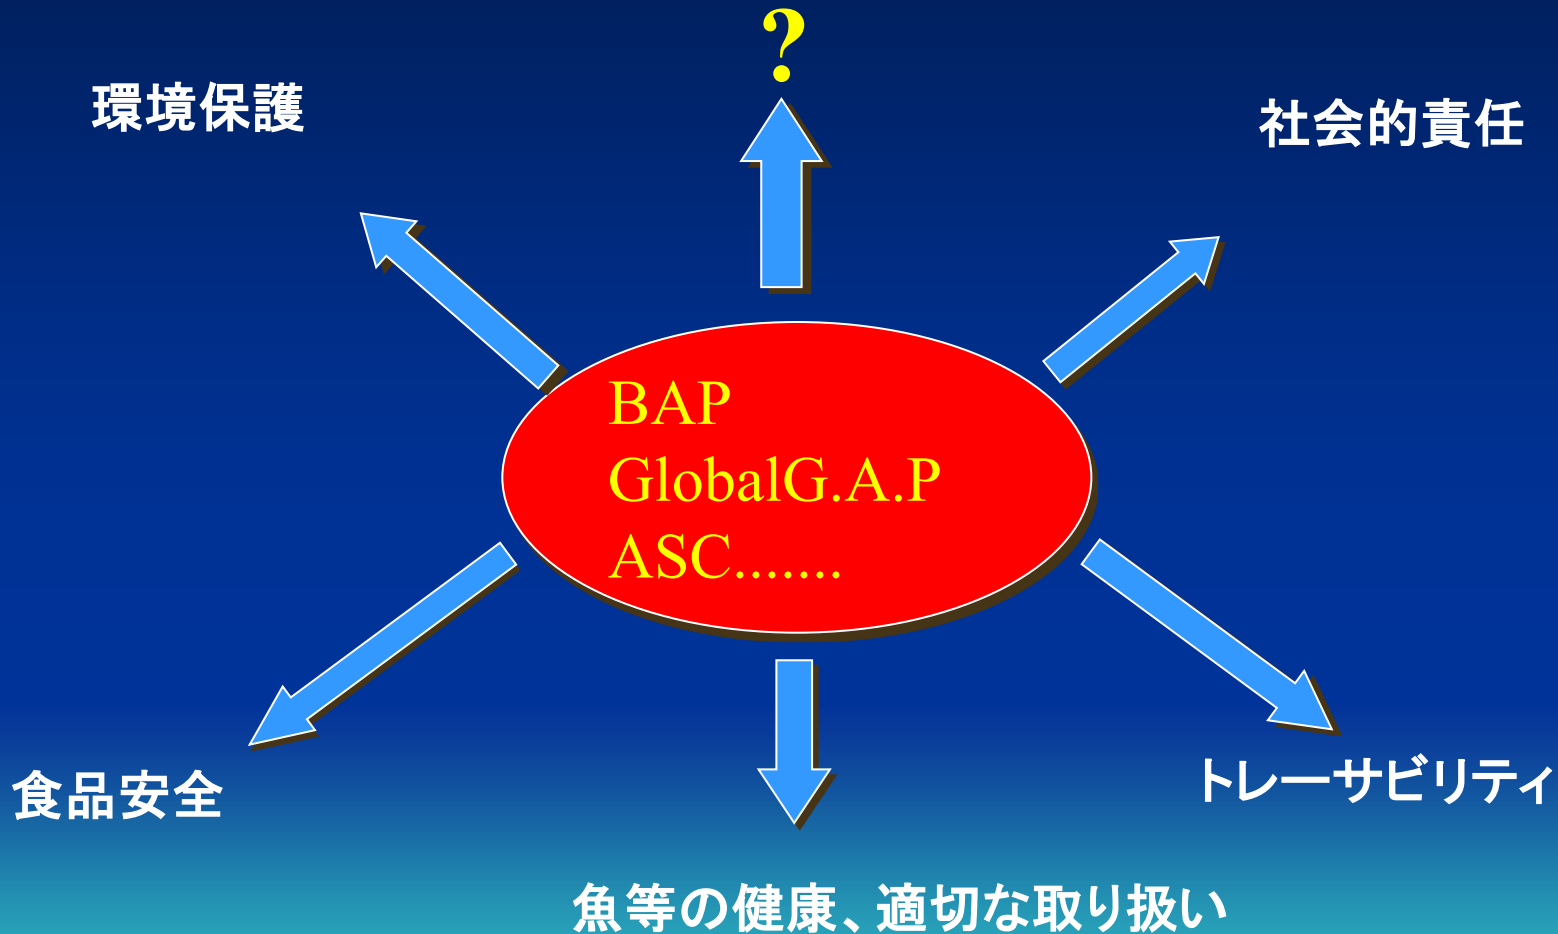 ?
環境保護
社会的責任
BAP
GlobalG.A.P
ASC.......
食品安全
トレーサビリティ
魚等の健康、適切な取り扱い